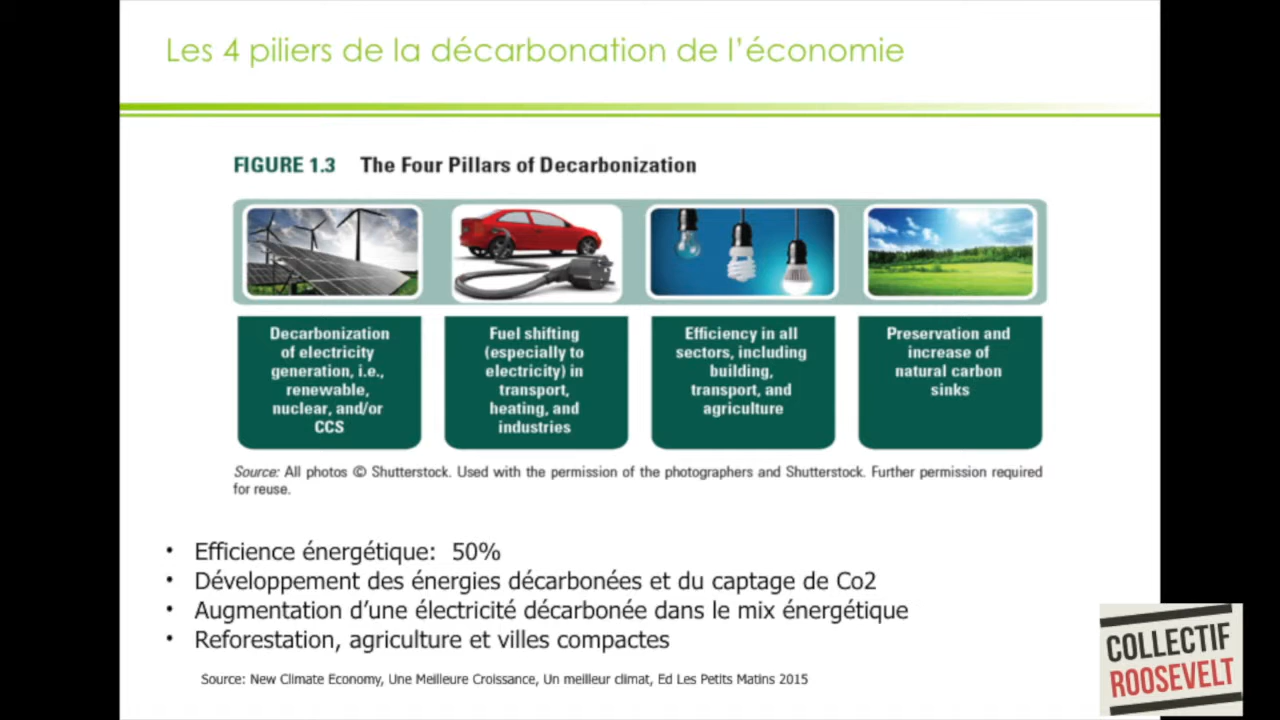 Les 4 piliers de la décarbonation de l'économie
FIGURE 1.3 The Four Pillars of Decarbonization
Decarbonization
of electricity
generation, i.e.,
renewable,
nuclear, and/or
CCS
Fuel shifting
(especially to
electricity) in
transport,
heating, and
industries
Efficiency in all
sectors, including
building,
transport, and
agriculture
Preservation and
increase of
natural carbon
sinks
Source: All photos © Shutterstock. Used with the permission of the photographers and Shutterstock. Further permission required
for reuse.
• Efficience énergétique: 50%
• Développement des énergies décarbonées et du captage de Co2
• Augmentation d'une électricité décarbonée dans le mix énergétique
• Reforestation, agriculture et villes compactes
Source: New Climate Economy, Une Meilleure Croissance, Un meilleur climat, Ed Les Petits Matins 2015
COLLECTIF
ROOSEVELT